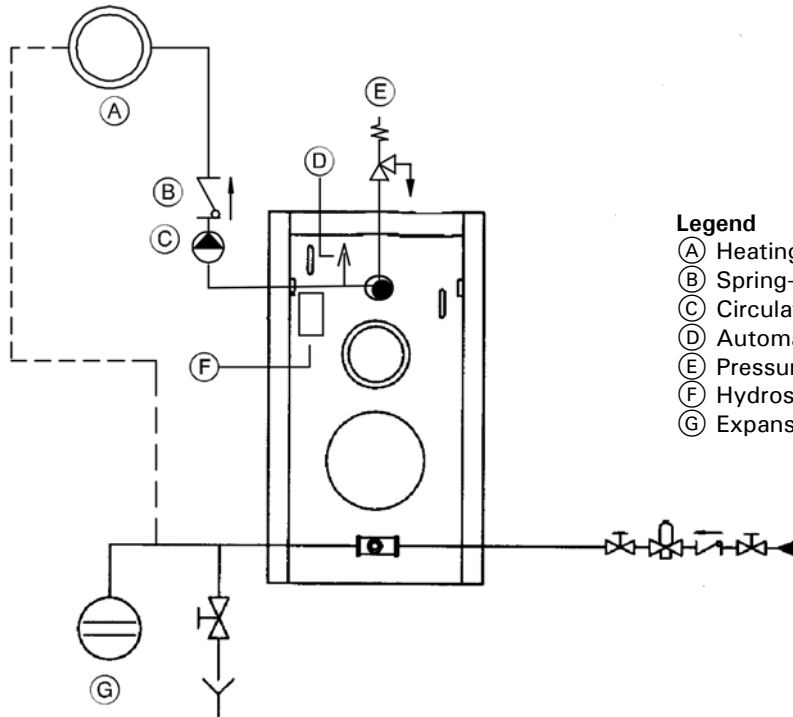 A
B
C
D
E
F
G
Legend
Ⓐ Heating
Ⓑ Spring-
Ⓒ Circula
Ⓓ Automa
Ⓔ Pressur
Ⓕ Hydros
Ⓖ Expans